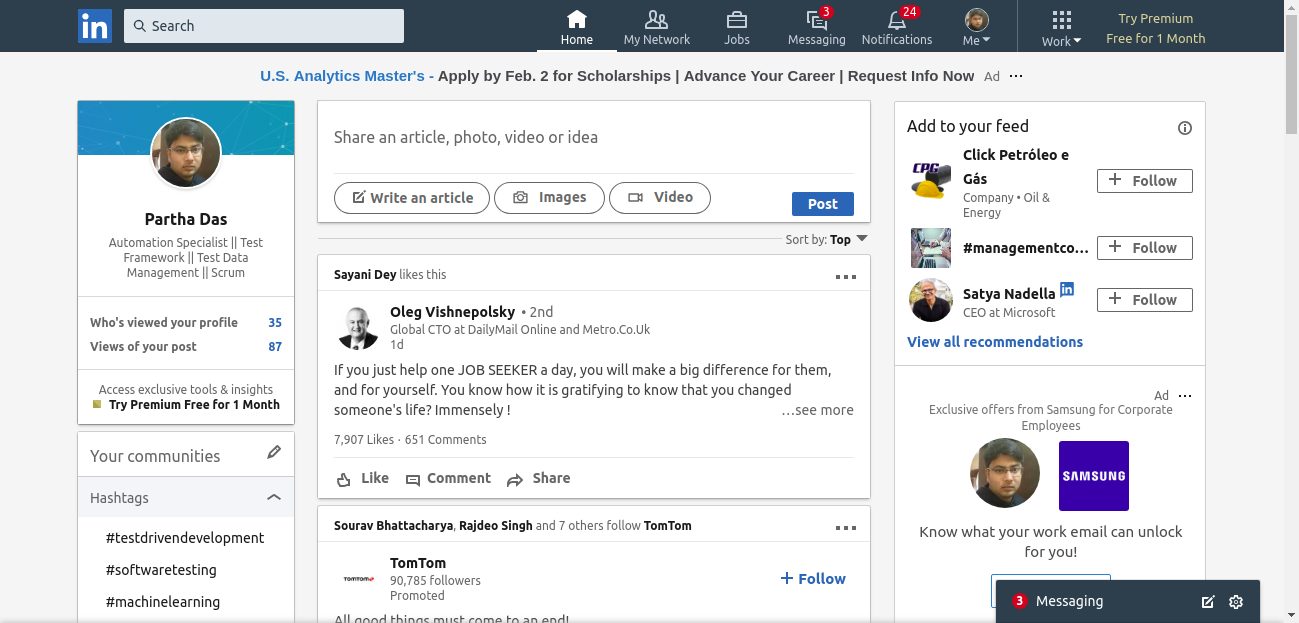 in
Search
Home
My Network
Jobs
3
Messaging
24
Notifications
Me
Work
Try Premium
Free for 1 Month
U.S. Analytics Master's - Apply by Feb. 2 for Scholarships | Advance Your Career | Request Info Now Ad
Partha Das
Automation Specialist || Test
Framework || Test Data
Management || Scrum
Who's viewed your profile 35
Views of your post 87
Access exclusive tools & insights
Try Premium Free for 1 Month
Your communities
Hashtags
#testdrivendevelopment
#softwaretesting
#machinelearning
Share an article, photo, video or idea
Write an article
Images
Video
Post
Sort by: Top
Sayani Dey likes this
Oleg Vishnepolsky • 2nd
Global CTO at DailyMail Online and Metro.Co.Uk
1d
If you just help one JOB SEEKER a day, you will make a big difference for them,
and for yourself. You know how it is gratifying to know that you changed
someone's life? Immensely !
...see more
7,907 Likes · 651 Comments
Like
Comment
Share
Sourav Bhattacharya, Rajdeo Singh and 7 others follow TomTom
TOMTOM
TomTom
90,785 followers
Promoted
+ Follow
All good things must come to an end!
Add to your feed
CPG
Click Petróleo e
Gás
Company • Oil &
Energy
+ Follow
#managementco...
+ Follow
Satya Nadella in
CEO at Microsoft
+ Follow
View all recommendations
Ad
Exclusive offers from Samsung for Corporate
Employees
SAMSUNG
Know what your work email can unlock
for you!
3 Messaging